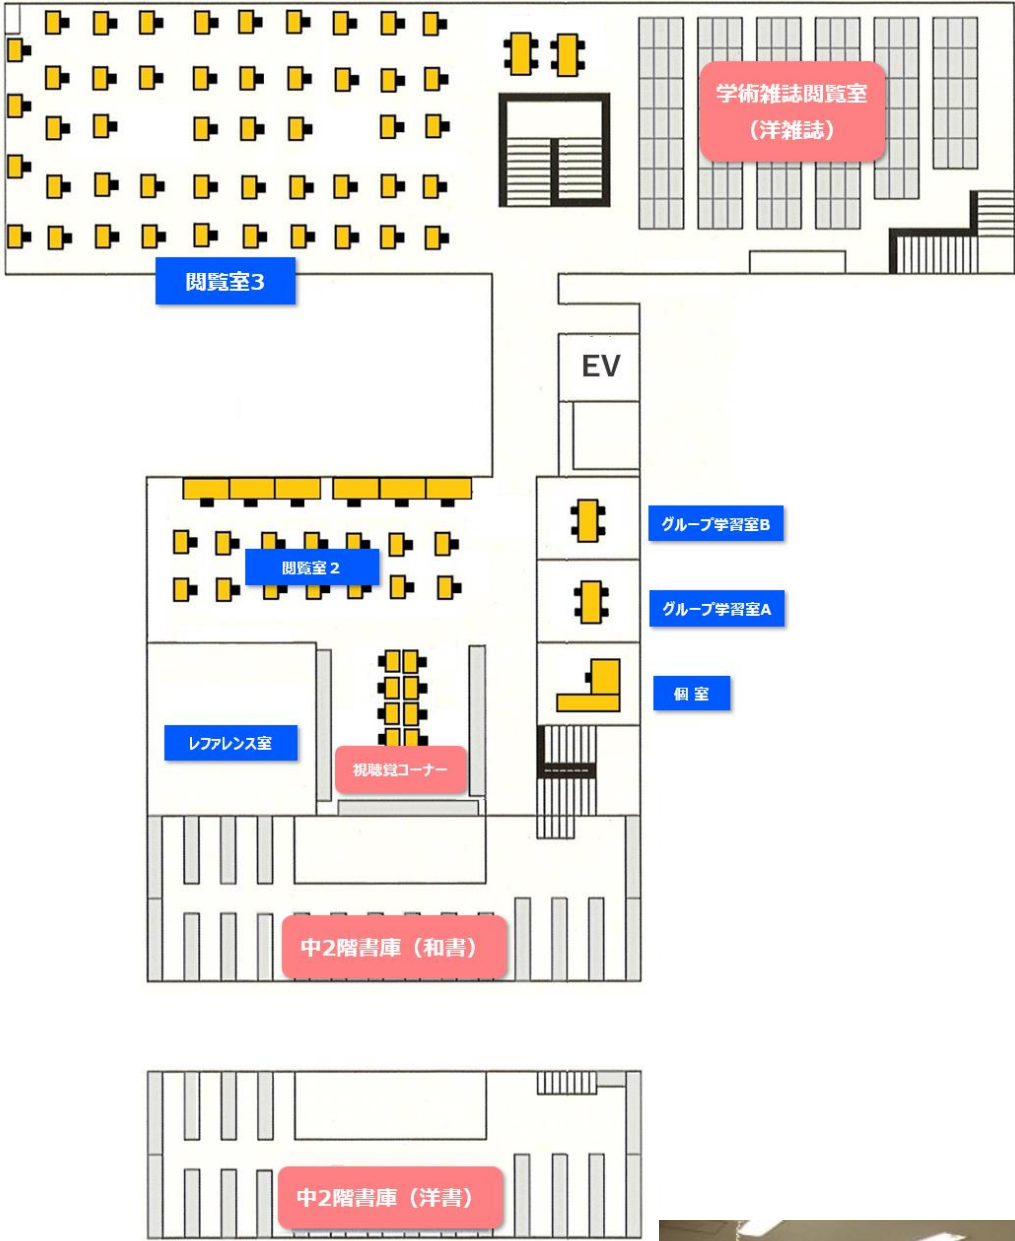 学術雑誌閲覧室
（洋雑誌）
閲覧室3
EV
グループ学習室B
閲覧室２
グループ学習室A
個 室
レファレンス室
視聴覚コーナー
中2階書庫（和書）
中2階書庫（洋書）